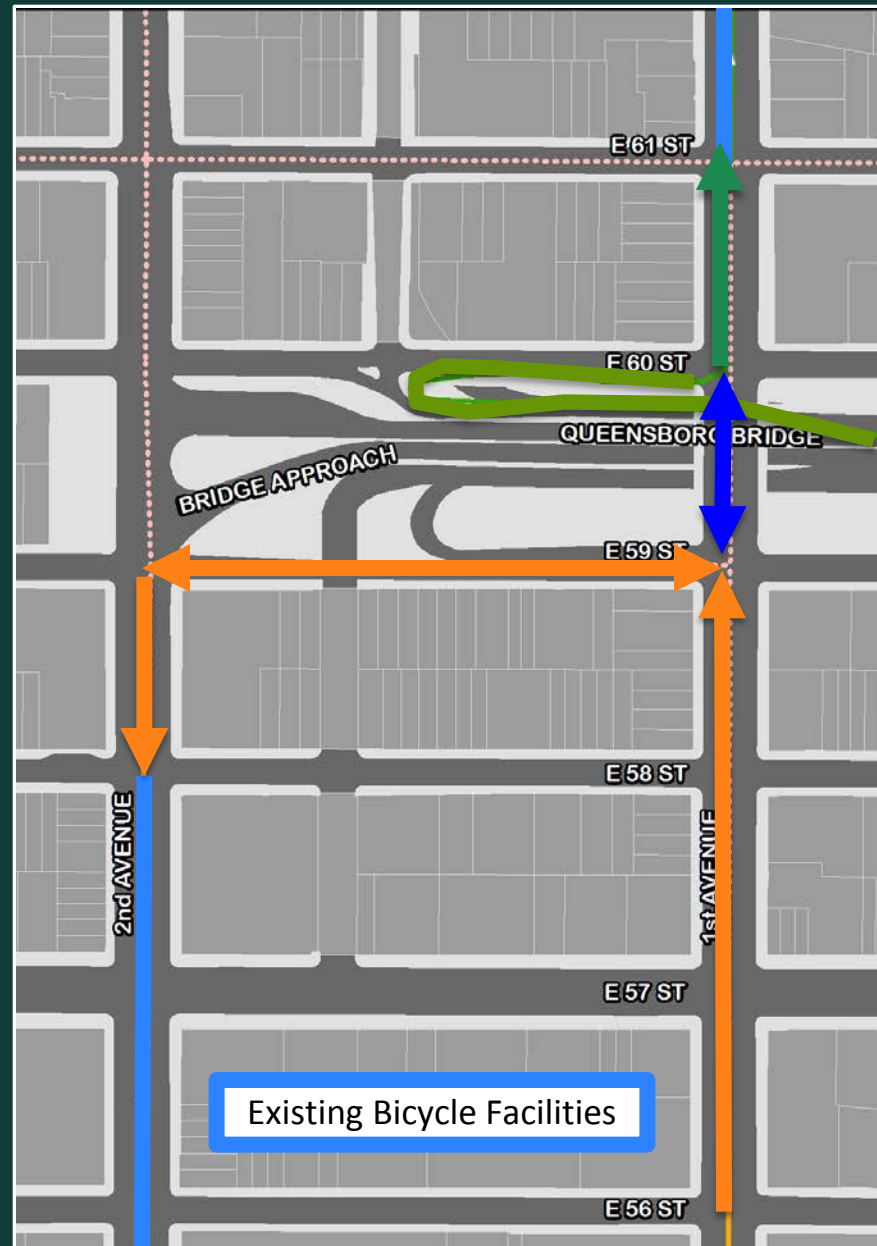 E 61 ST
E 60 ST
QUEENSBORO BRIDGE
BRIDGE APPROACH
E 59 ST
E 58 ST
2nd AVENUE
1st AVENUE
E 57 ST
Existing Bicycle Facilities
E 56 ST